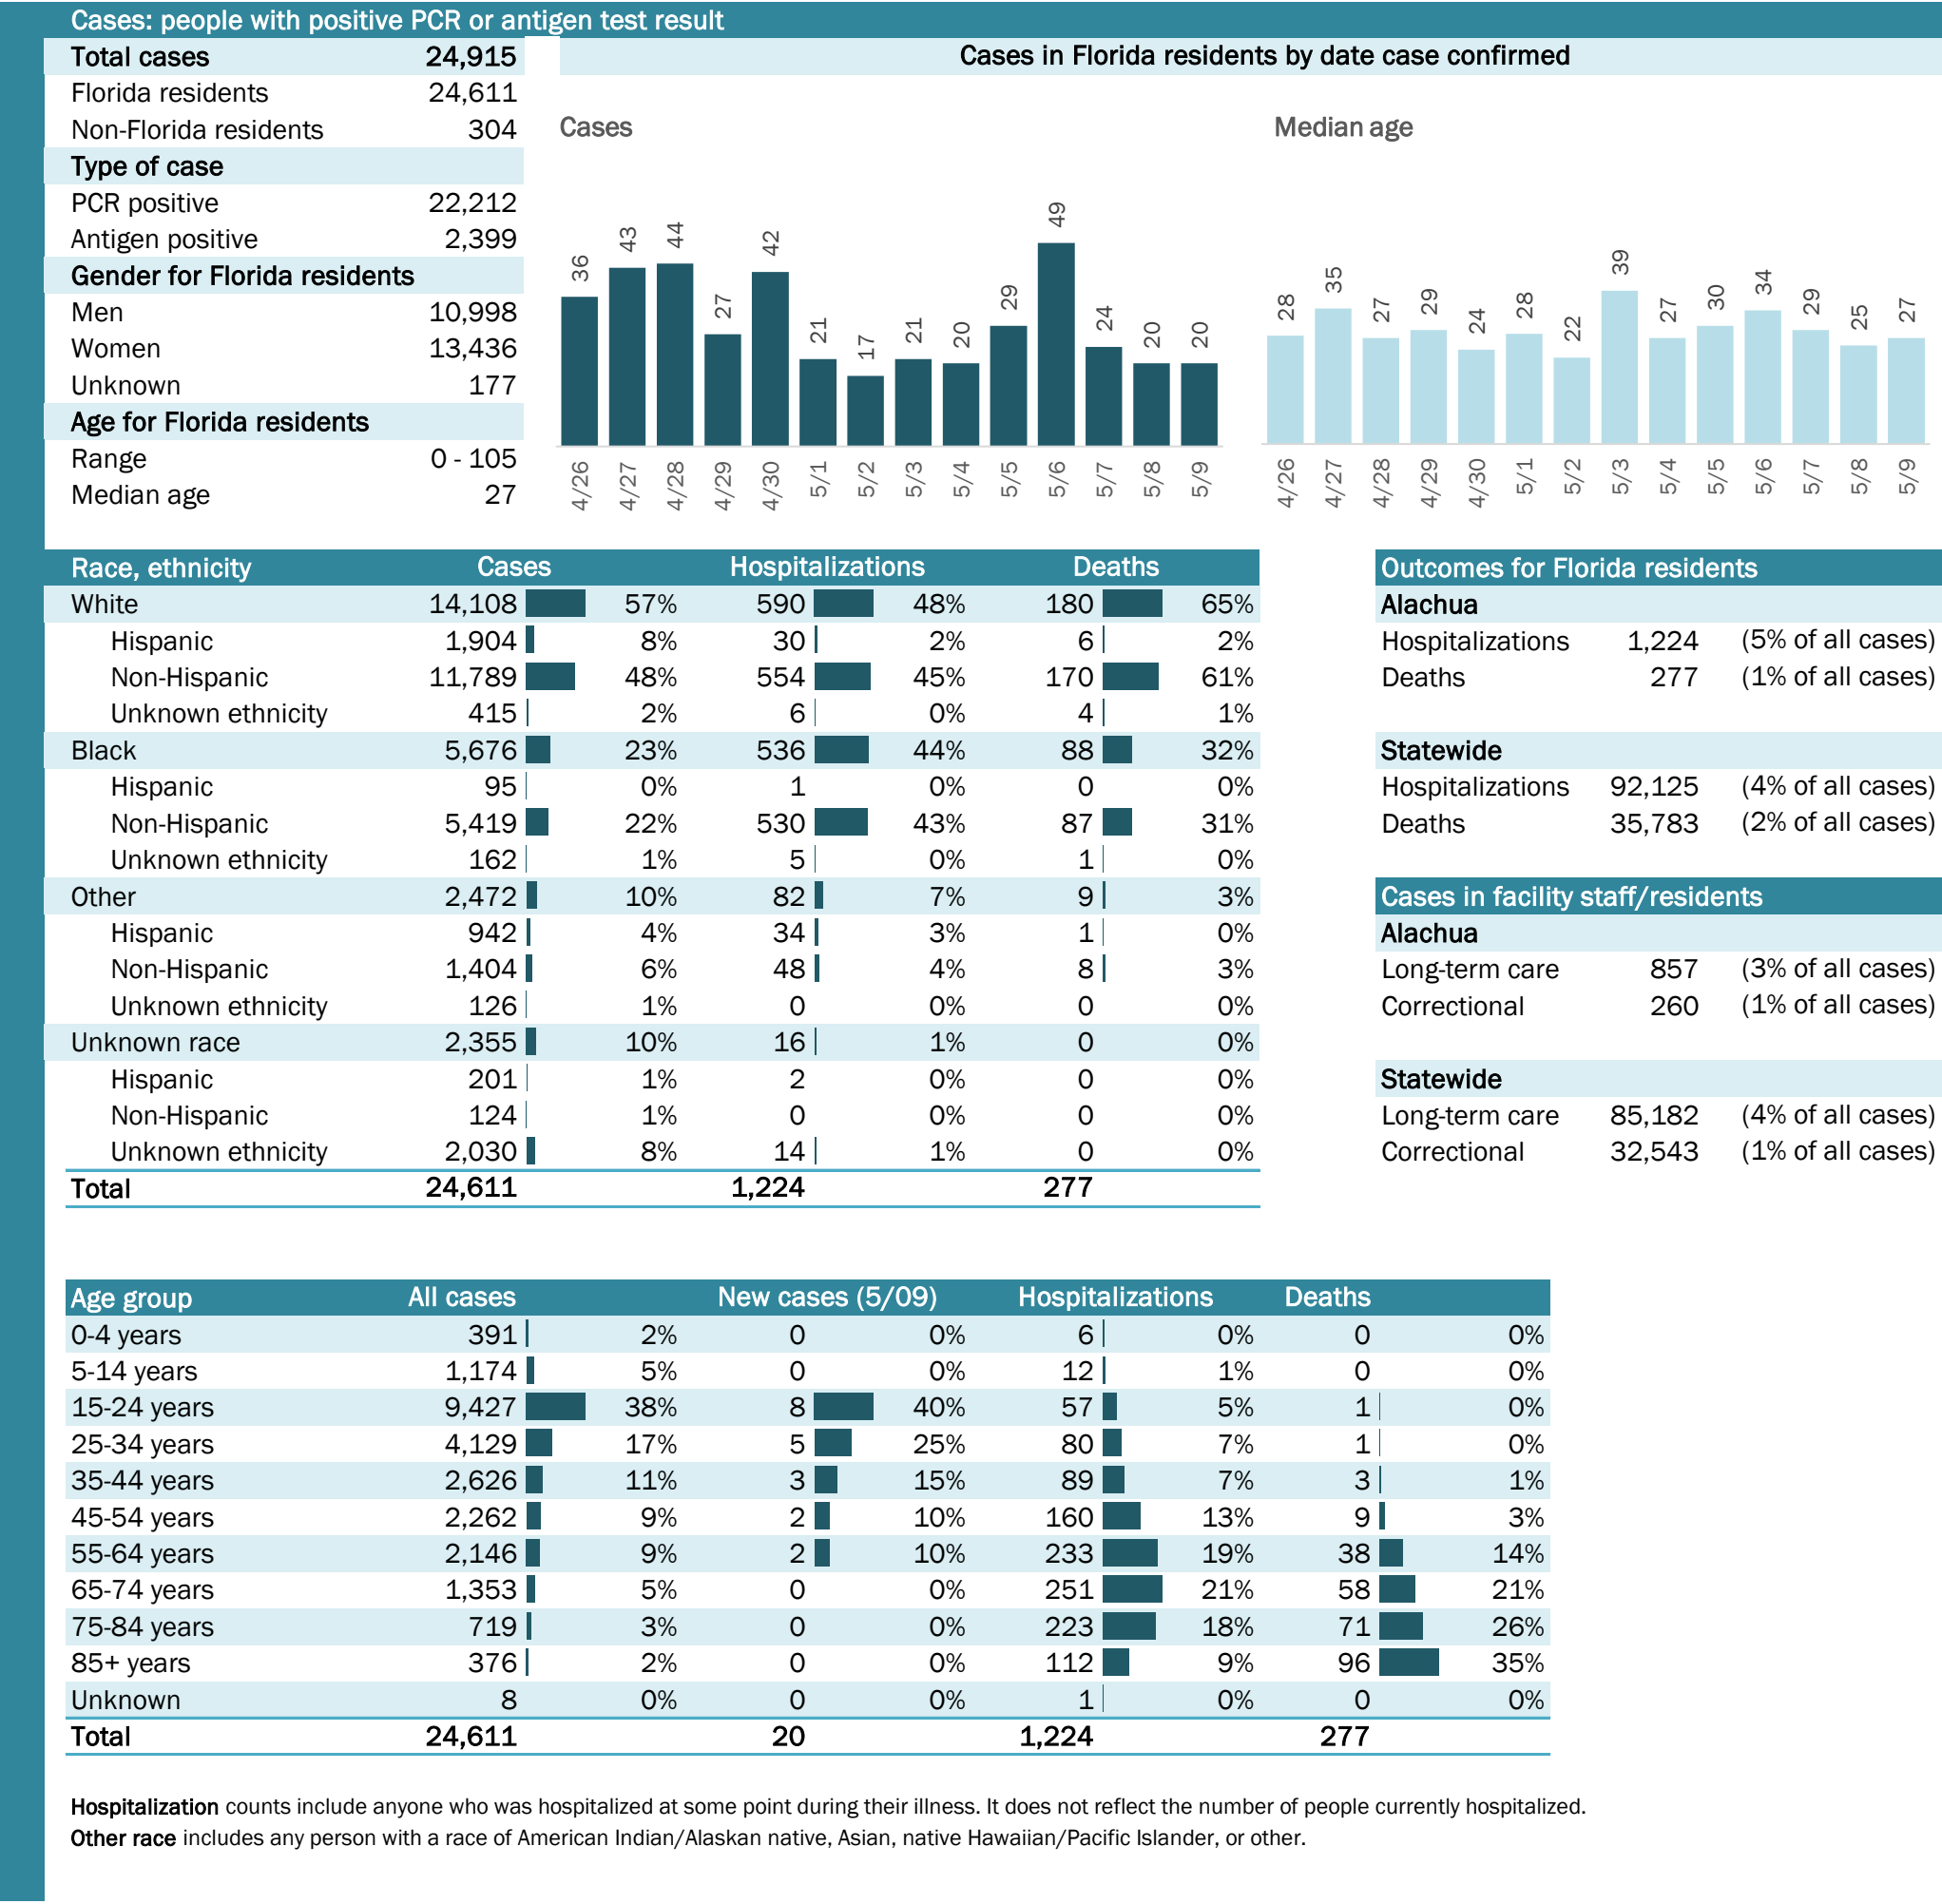 Cases: people with positive PCR or antigen test result
Total cases 24,915
Florida residents 24,611
Non-Florida residents 304
Type of case
PCR positive 22,212
Antigen positive 2,399
Gender for Florida residents
Men 10,998
Women 13,436
Unknown 177
Age for Florida residents
Range 0 - 105
Median age 27
Cases in Florida residents by date case confirmed
Cases
36 43 44 27 42 21 17 21 20 29 49 24 20 20
4/26 4/27 4/28 4/29 4/30 5/1 5/2 5/3 5/4 5/5 5/6 5/7 5/8 5/9
Median age
28 35 27 29 24 28 22 39 27 30 34 29 25 27
4/26 4/27 4/28 4/29 4/30 5/1 5/2 5/3 5/4 5/5 5/6 5/7 5/8 5/9
Race, ethnicity Cases Hospitalizations Deaths
White 14,108 57% 590 48% 180 65%
Hispanic 1,904 8% 30 2% 6 2%
Non-Hispanic 11,789 48% 554 45% 170 61%
Unknown ethnicity 415 2% 6 0% 4 1%
Black 5,676 23% 536 44% 88 32%
Hispanic 95 0% 1 0% 0 0%
Non-Hispanic 5,419 22% 530 43% 87 31%
Unknown ethnicity 162 1% 5 0% 1 0%
Other 2,472 10% 82 7% 9 3%
Hispanic 942 4% 34 3% 1 0%
Non-Hispanic 1,404 6% 48 4% 8 3%
Unknown ethnicity 126 1% 0 0% 0 0%
Unknown race 2,355 10% 16 1% 0 0%
Hispanic 201 1% 2 0% 0 0%
Non-Hispanic 124 1% 0 0% 0 0%
Unknown ethnicity 2,030 8% 14 1% 0 0%
Total 24,611 1,224 277
Outcomes for Florida residents
Alachua
Hospitalizations 1,224 (5% of all cases)
Deaths 277 (1% of all cases)
Statewide
Hospitalizations 92,125 (4% of all cases)
Deaths 35,783 (2% of all cases)
Cases in facility staff/residents
Alachua
Long-term care 857 (3% of all cases)
Correctional 260 (1% of all cases)
Statewide
Long-term care 85,182 (4% of all cases)
Correctional 32,543 (1% of all cases)
Age group All cases New cases (5/09) Hospitalizations Deaths
0-4 years 391 2% 0 0% 6 0% 0 0%
5-14 years 1,174 5% 0 0% 12 1% 0 0%
15-24 years 9,427 38% 8 40% 57 5% 1 0%
25-34 years 4,129 17% 5 25% 80 7% 1 0%
35-44 years 2,626 11% 3 15% 89 7% 3 1%
45-54 years 2,262 9% 2 10% 160 13% 9 3%
55-64 years 2,146 9% 2 10% 233 19% 38 14%
65-74 years 1,353 5% 0 0% 251 21% 58 21%
75-84 years 719 3% 0 0% 223 18% 71 26%
85+ years 376 2% 0 0% 112 9% 96 35%
Unknown 8 0% 0 0% 1 0% 0 0%
Total 24,611 20 1,224 277
Hospitalization counts include anyone who was hospitalized at some point during their illness. It does not reflect the number of people currently hospitalized.
Other race includes any person with a race of American Indian/Alaskan native, Asian, native Hawaiian/Pacific Islander, or other.